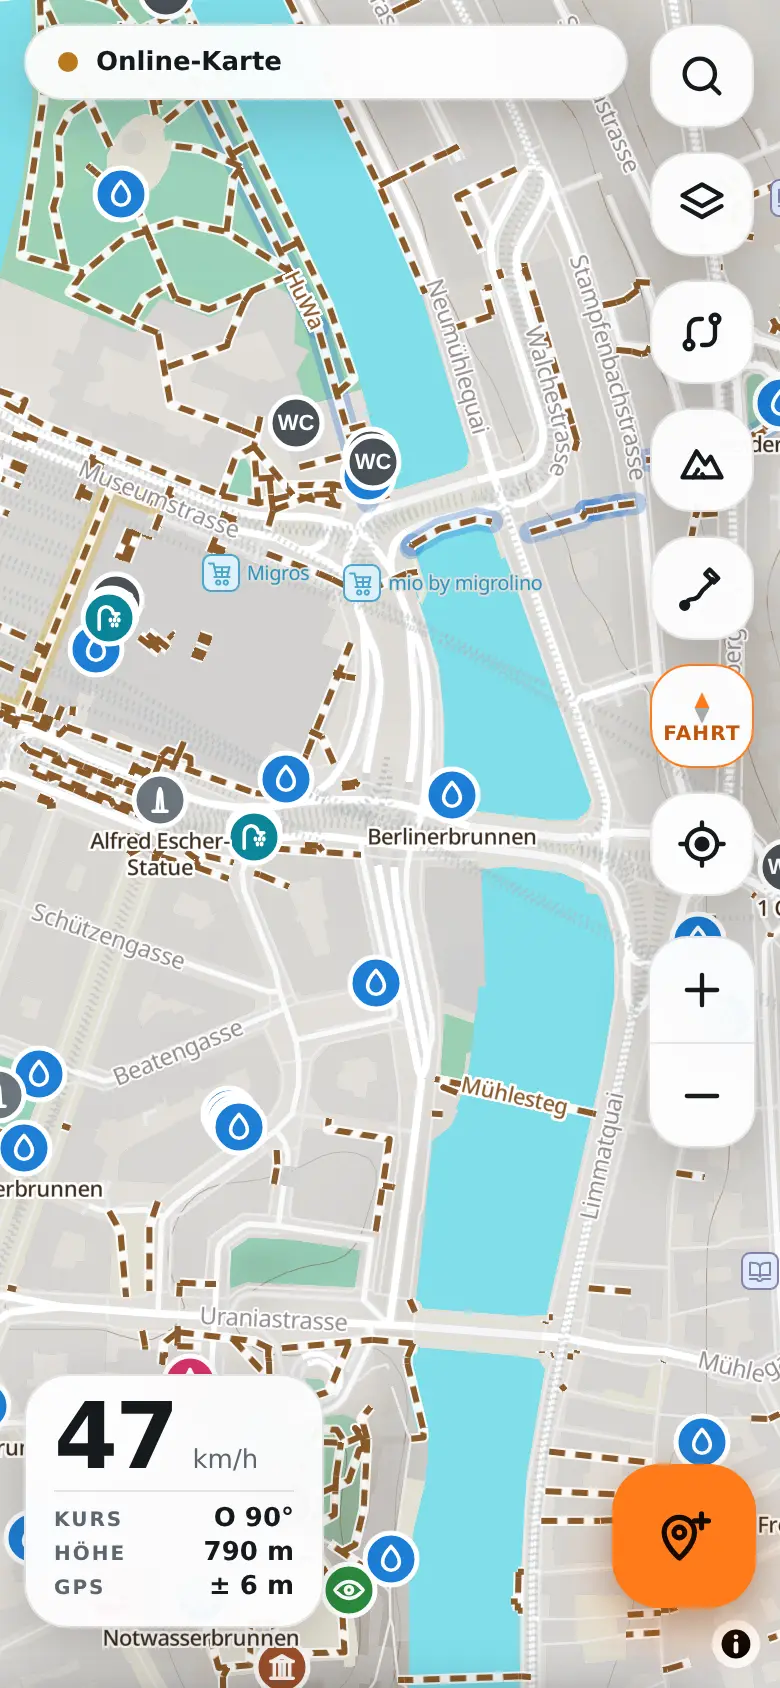 Online-Karte
HuWa
Neumühlequai
Stampfenbachstrasse
Walchestrasse
WC
WC
Museumstrasse
Migros
mio by migrolino
FAHRT
Alfred Escher-
Statue
Berlinerbrunnen
Schützengasse
Beatengasse
Mühlesteg
Limmatquai
erbrunnen
Uraniastrasse
47 km/h
KURS O 90°
HÖHE 790 m
GPS ± 6 m
Notwasserbrunnen